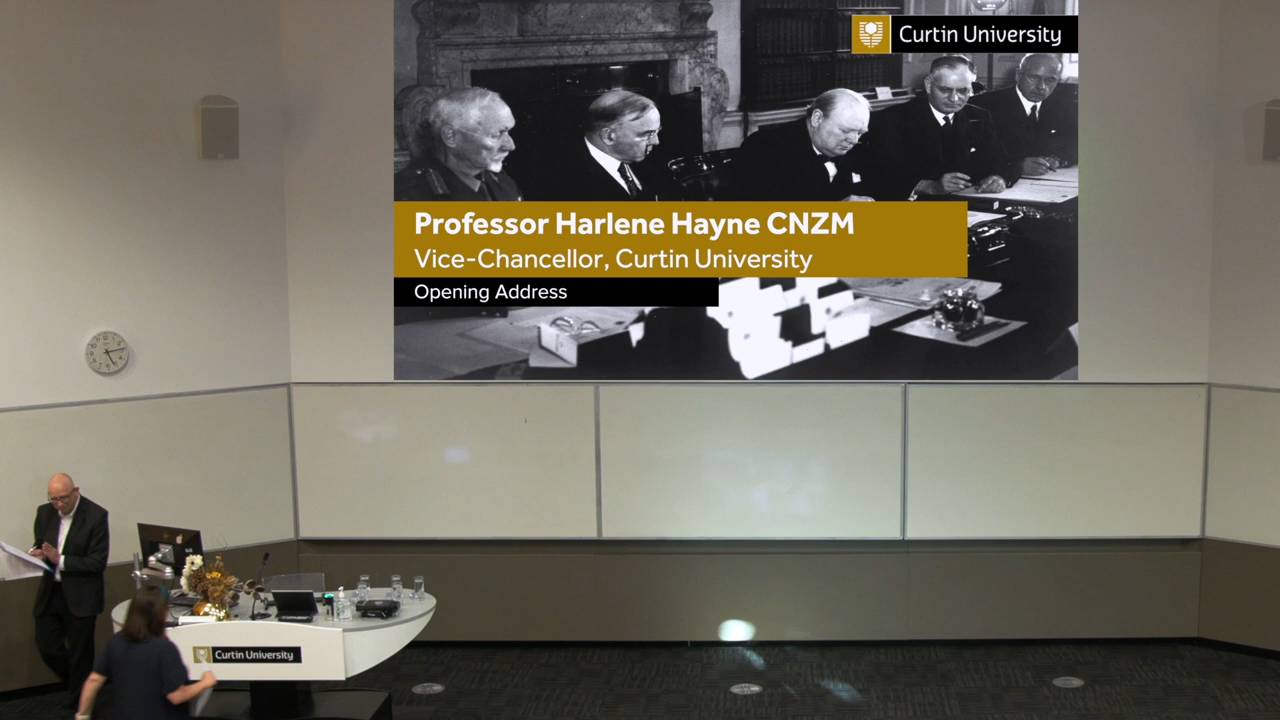 Curtin University
Professor Harlene Hayne CNZM
Vice-Chancellor, Curtin University
Opening Address
Curtin University